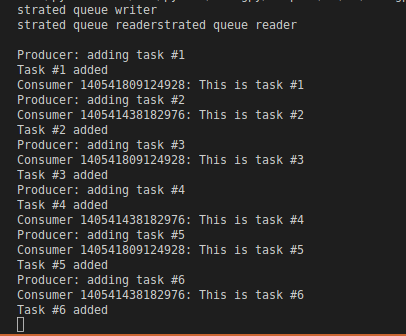 strated queue writer
strated queue readerstrated queue reader
Producer: adding task #1
Task #1 added
Consumer 140541809124928: This is task #1
Producer: adding task #2
Consumer 140541438182976: This is task #2
Task #2 added
Producer: adding task #3
Consumer 140541809124928: This is task #3
Task #3 added
Producer: adding task #4
Task #4 added
Consumer 140541438182976: This is task #4
Producer: adding task #5
Consumer 140541809124928: This is task #5
Task #5 added
Producer: adding task #6
Consumer 140541438182976: This is task #6
Task #6 added